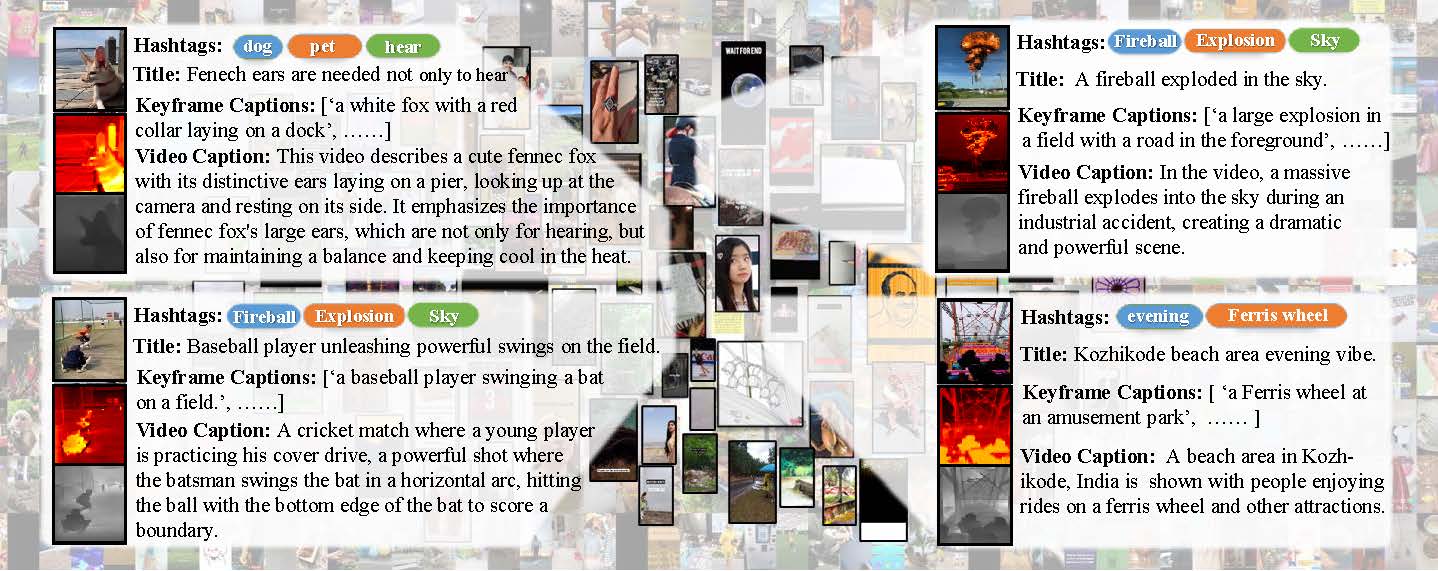 Hashtags: dog pet hear
Title: Fenech ears are needed not only to hear
Keyframe Captions: [‘a white fox with a red
collar laying on a dock’, ……]
Video Caption: This video describes a cute fennec fox
with its distinctive ears laying on a pier, looking up at the
camera and resting on its side. It emphasizes the importance
of fennec fox's large ears, which are not only for hearing, but
also for maintaining a balance and keeping cool in the heat.
Hashtags: Fireball Explosion Sky
Title: Baseball player unleashing powerful swings on the field.
Keyframe Captions: [‘a baseball player swinging a bat
on a field.’, ……]
Video Caption: A cricket match where a young player
is practicing his cover drive, a powerful shot where
the batsman swings the bat in a horizontal arc, hitting
the ball with the bottom edge of the bat to score a
boundary.
WAIT FOR END
Hashtags: Fireball Explosion Sky
Title: A fireball exploded in the sky.
Keyframe Captions: [‘a large explosion in
a field with a road in the foreground’, ……]
Video Caption: In the video, a massive
fireball explodes into the sky during an
industrial accident, creating a dramatic
and powerful scene.
Hashtags: evening Ferris wheel
Title: Kozhikode beach area evening vibe.
Keyframe Captions: [ ‘a Ferris wheel at
an amusement park’, …… ]
Video Caption: A beach area in Kozh-
ikode, India is shown with people enjoying
rides on a ferris wheel and other attractions.